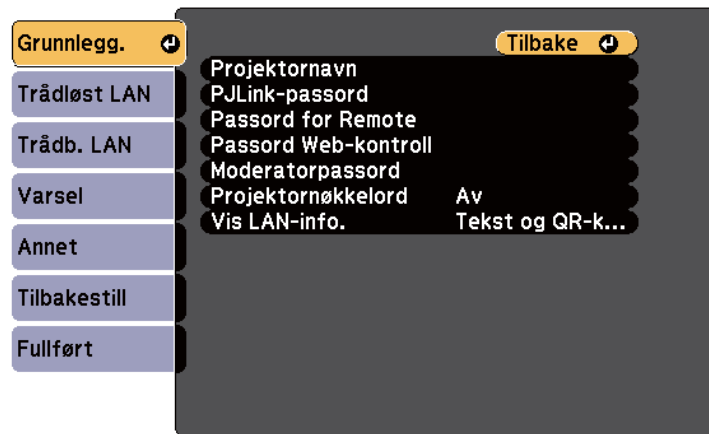 Grunnlegg.
Trådløst LAN
Trådb. LAN
Varsel
Annet
Tilbakestill
Fullført
Tilbake
Projektornavn
PJLink-passord
Passord for Remote
Passord Web-kontroll
Moderatorpassord
Projektornøkkelord Av
Vis LAN-info. Tekst og QR-k...